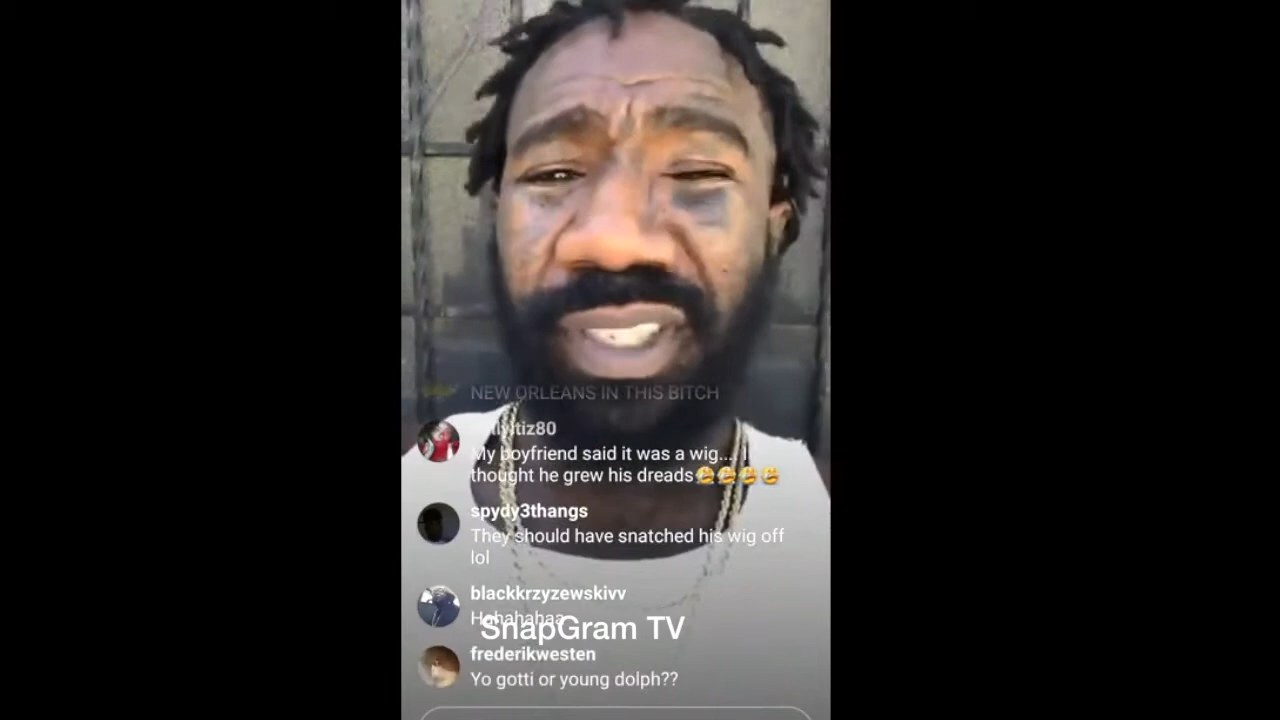 NEW ORLEANS IN THIS BITCH
My boyfriend said it was a wig.... I
thought he grew his dreads
spydy3thangs
They should have snatched his wig off
lol
blackkrzyzewskivv
Hahahahaa
SnapGram TV
frederikwesten
Yo gotti or young dolph??